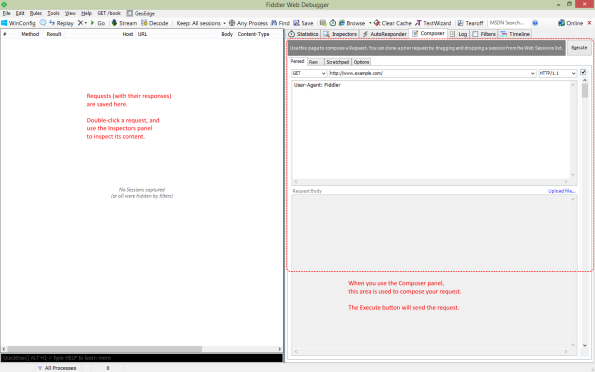 Fiddler Web Debugger
File Edit Rules Tools View Help GET /book GeoEdge
WinConfig Replay X Go Stream Decode Keep: All sessions Any Process Find Save Browse Clear Cache TextWizard Tearoff MSDN Search... Online
# Method Result Host URL Body Content-Type
Requests (with their responses)
are saved here.
Double-click a request, and
use the Inspectors panel
to inspect its content.
No Sessions captured
(or all were hidden by filters)
QuickExec] ALT+Q > type HELP to learn more
All Processes 0
Statistics Inspectors AutoResponder Composer Log Filters Timeline
Use this page to compose a Request. You can clone a prior request by dragging and dropping a session from the Web Sessions list.
Execute
Parsed Raw Scratchpad Options
GET http://www.example.com/ HTTP/1.1
User-Agent: Fiddler
Request Body Upload file...
When you use the Composer panel,
this area is used to compose your request.
The Execute button will send the request.